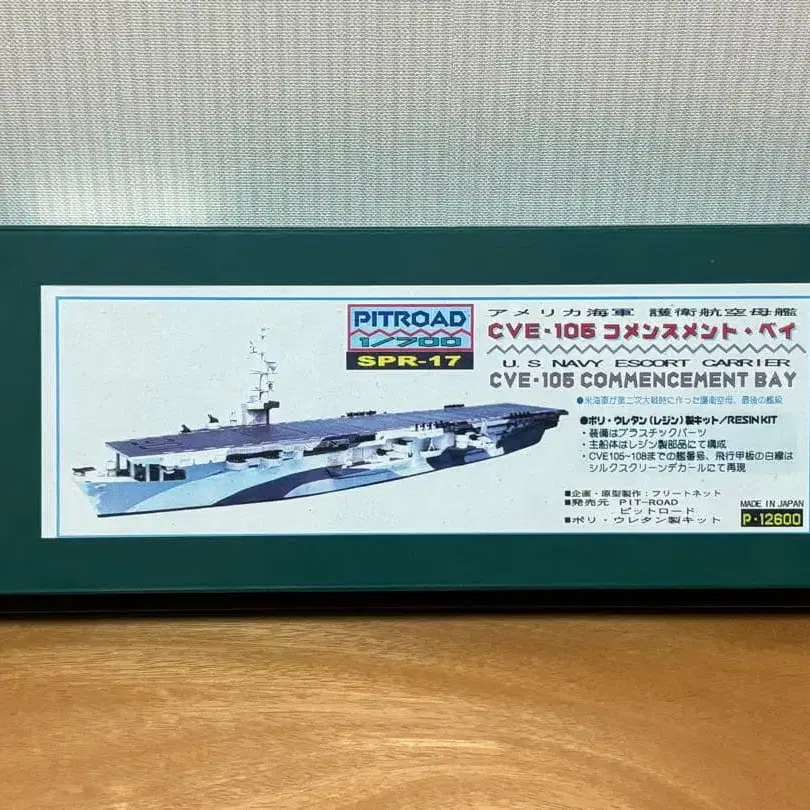 PITROAD
1/700
SPR-17
アメリカ海軍 護衛航空母艦
CVE・105 コメンスメント・ベイ
U.S NAVY ESCORT CARRIER
CVE・105 COMMENCEMENT BAY
●米海軍が第二次大戦時に作った護衛空母、最後の艦級
●ポリ・ウレタン(レジン)製キット/RESIN KIT
・装備はプラスチックパーツ
・主船体はレジン製部品にて構成
・CVE105~108までの艦番号、飛行甲板の白線は
シルクスクリーンデカールにて再現
■企画・原型製作:フリートネット
■発売元 PIT-ROAD
ピットロード
■ポリ・ウレタン製キット
MADE IN JAPAN
P・12600